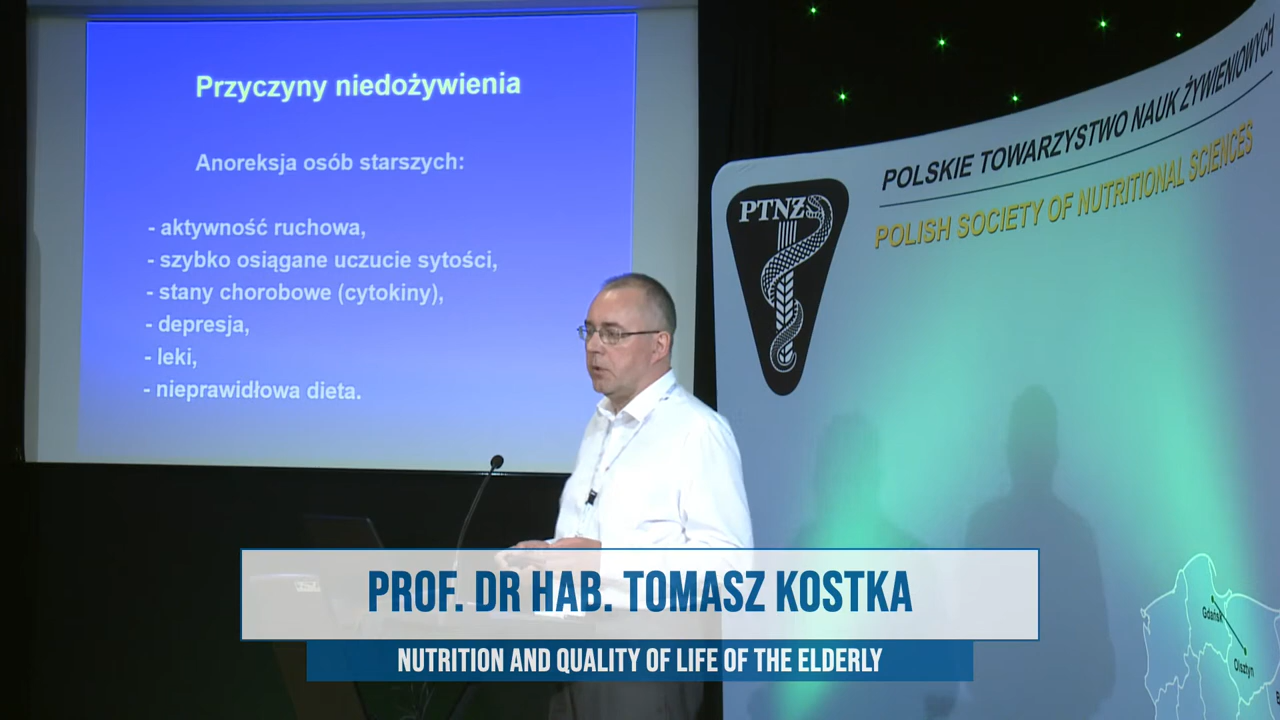 Przyczyny niedożywienia
Anoreksja osób starszych:
- aktywność ruchowa,
- szybko osiągane uczucie sytości,
- stany chorobowe (cytokiny),
- depresja,
- leki,
- nieprawidłowa dieta.
POLSKIE TOWARZYSTWO NAUK ŻYWIENIOWYCH
POLISH SOCIETY OF NUTRITIONAL SCIENCES
PTNŻ
Gdańsk
Olsztyn
PROF. DR HAB. TOMASZ KOSTKA
NUTRITION AND QUALITY OF LIFE OF THE ELDERLY